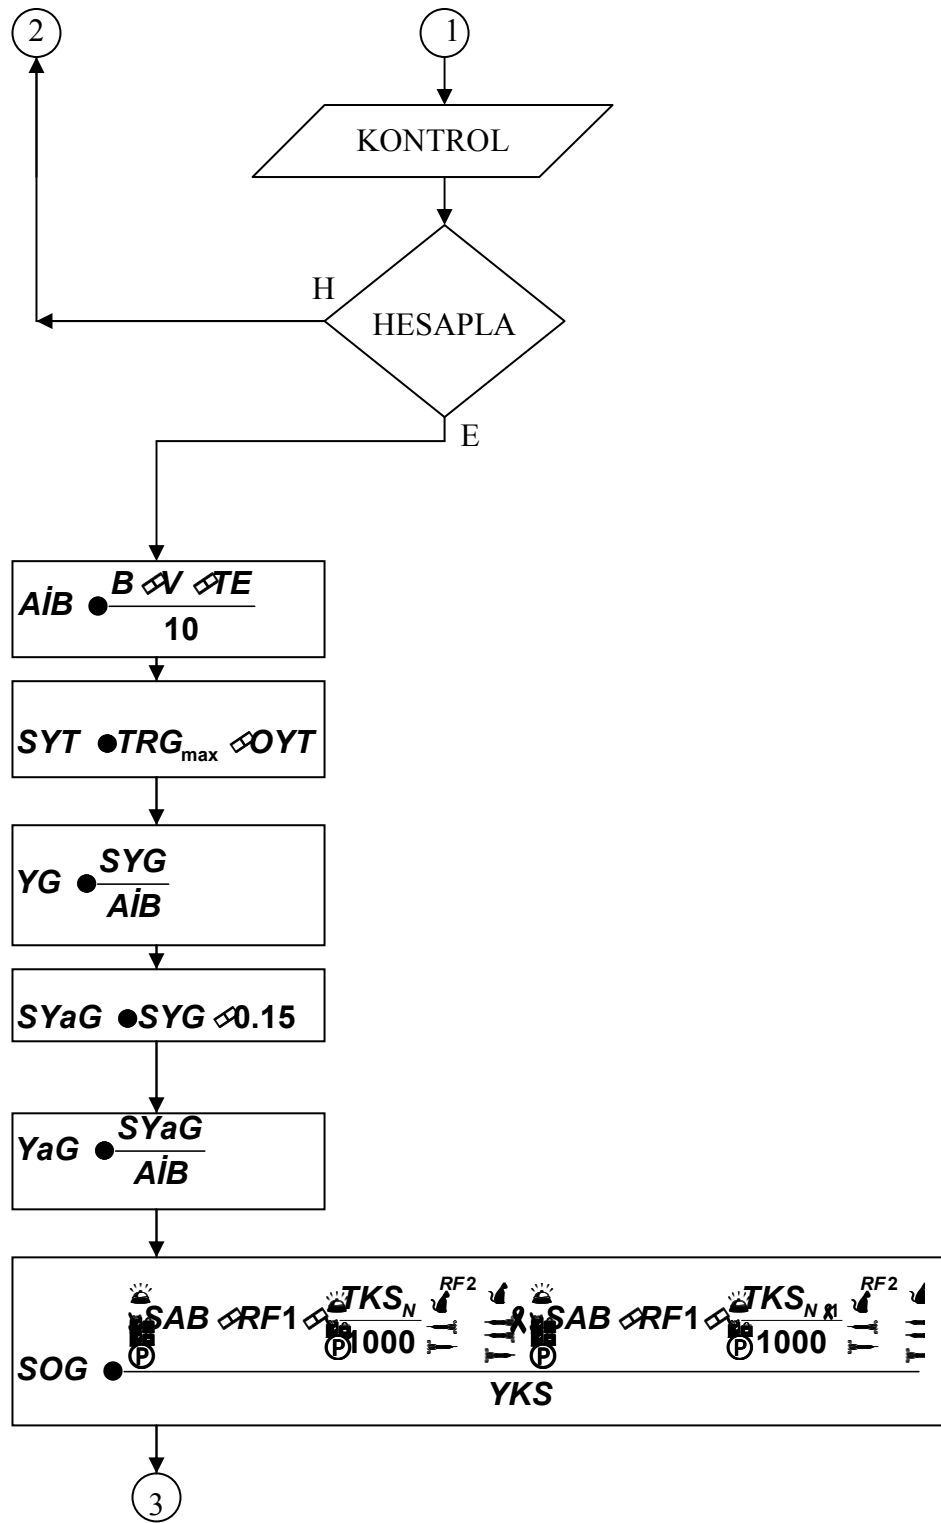 2
1
KONTROL
H
HESAPLA
E
AİB ● B V TE / 10
SYT ● TRG max OYT
YG ● SYG / AİB
SYaG ● SYG 0.15
YaG ● SYaG / AİB
SOG ● SAB RF1 TKS N / 1000 RF2 SAB RF1 TKS N 1 / 1000 RF2 / YKS
3